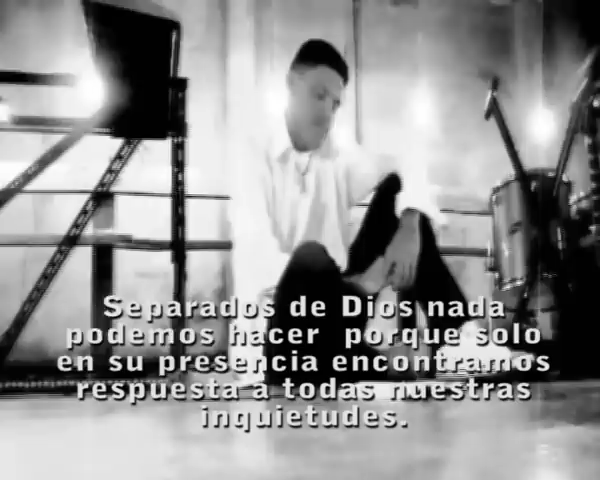 Separados de Dios nada
podemos hacer porque solo
en su presencia encontramos
respuesta a todas nuestras
inquietudes.